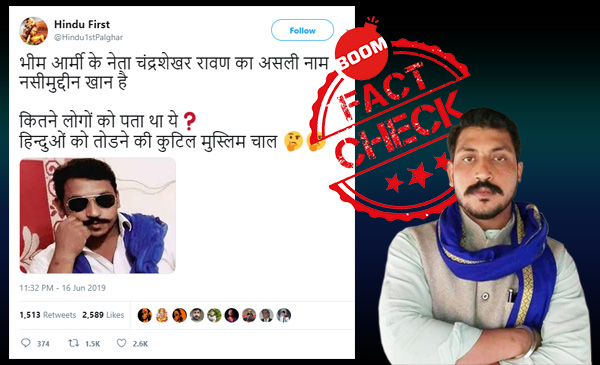 Hindu First
@Hindu1stPalghar
Follow
भीम आर्मी के नेता चंद्रशेखर रावण का असली नाम
नसीमुद्दीन खान है
कितने लोगों को पता था ये❓
हिन्दुओं को तोडने की कुटिल मुस्लिम चाल 🤔🤔
11:32 PM - 16 Jun 2019
1,513 Retweets 2,589 Likes
374 1.5K 2.6K
BOOM
FACT
CHECK